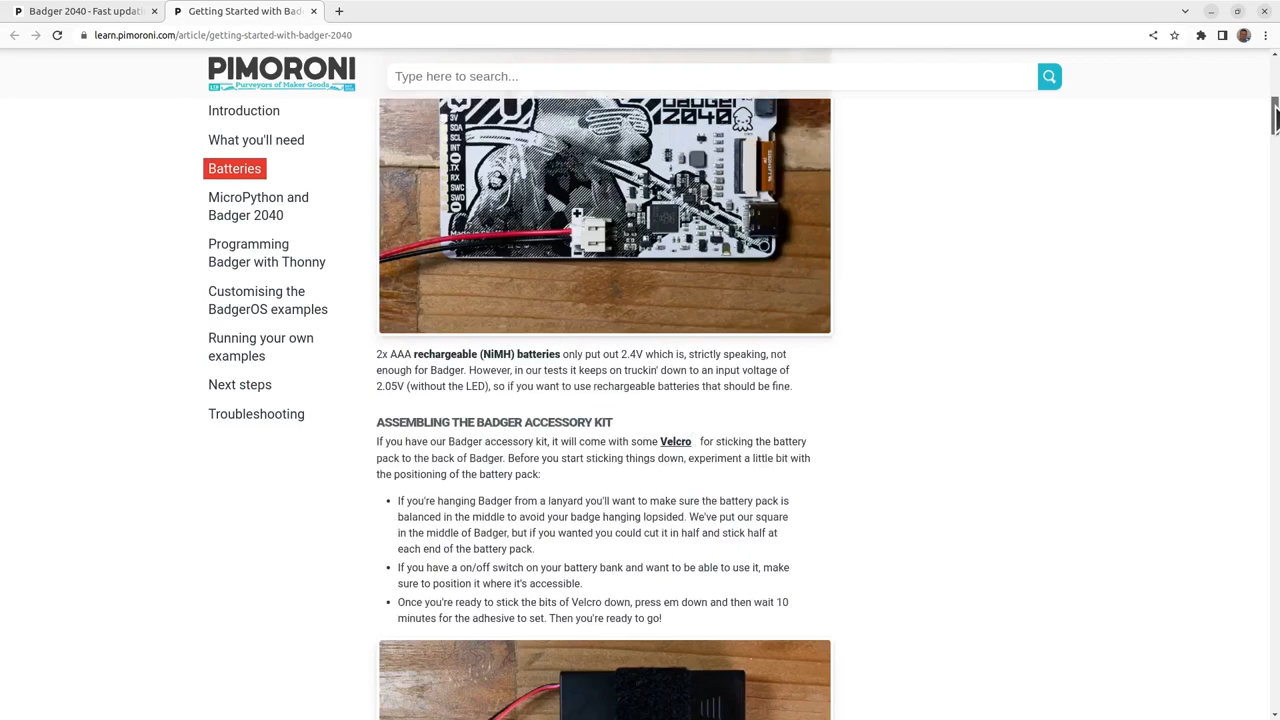 Badger 2040 - Fast updati
Getting Started with Bad
learn.pimoroni.com/article/getting-started-with-badger-2040
PIMORONI
Purveyors of Maker Goods
Type here to search...
Introduction
What you'll need
Batteries
MicroPython and
Badger 2040
Programming
Badger with Thonny
Customising the
BadgerOS examples
Running your own
examples
Next steps
Troubleshooting
2040
3V
SDA
SCL
INT
TX
RX
SWC
SWD
2x AAA rechargeable (NiMH) batteries only put out 2.4V which is, strictly speaking, not
enough for Badger. However, in our tests it keeps on truckin' down to an input voltage of
2.05V (without the LED), so if you want to use rechargeable batteries that should be fine.
ASSEMBLING THE BADGER ACCESSORY KIT
If you have our Badger accessory kit, it will come with some Velcro for sticking the battery
pack to the back of Badger. Before you start sticking things down, experiment a little bit with
the positioning of the battery pack:
• If you're hanging Badger from a lanyard you'll want to make sure the battery pack is
balanced in the middle to avoid your badge hanging lopsided. We've put our square
in the middle of Badger, but if you wanted you could cut it in half and stick half at
each end of the battery pack.
• If you have a on/off switch on your battery bank and want to be able to use it, make
sure to position it where it's accessible.
• Once you're ready to stick the bits of Velcro down, press em down and then wait 10
minutes for the adhesive to set. Then you're ready to go!